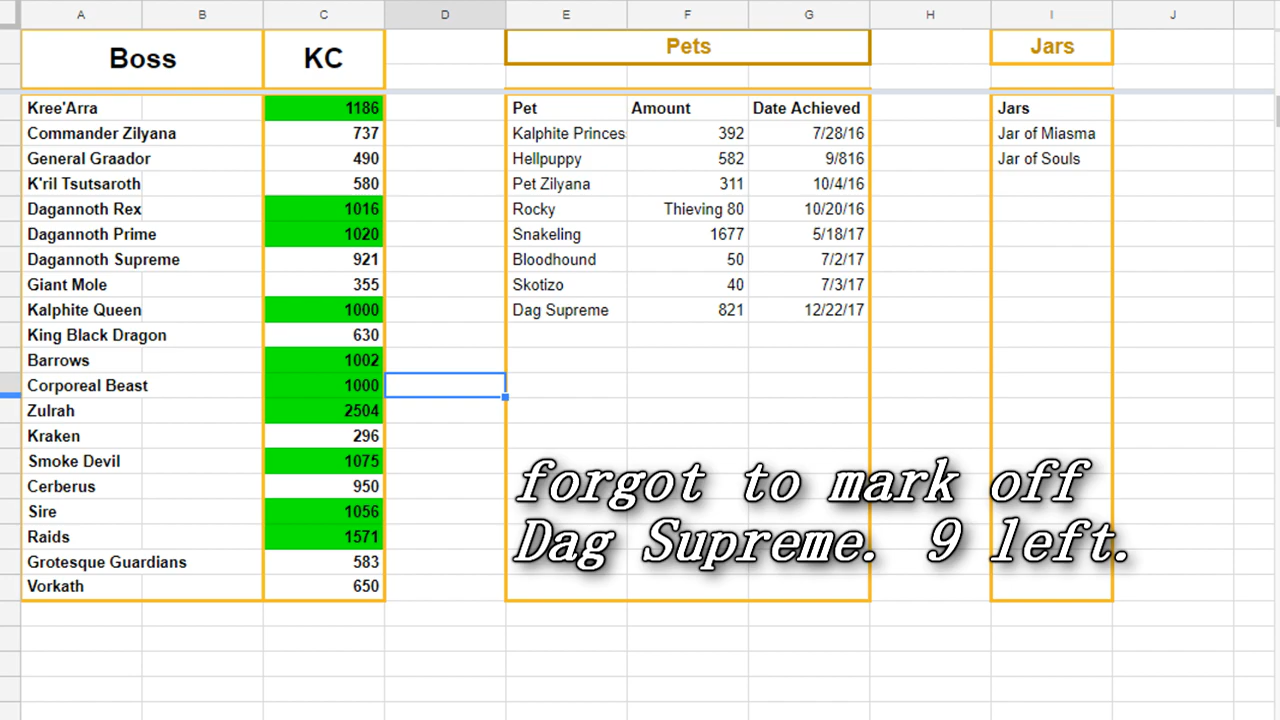 A B C D E F G H I J
Boss KC Pets Jars
Kree'Arra 1186 Pet Amount Date Achieved Jars
Commander Zilyana 737 Kalphite Princes 392 7/28/16 Jar of Miasma
General Graador 490 Hellpuppy 582 9/816 Jar of Souls
K'ril Tsutsaroth 580 Pet Zilyana 311 10/4/16
Dagannoth Rex 1016 Rocky Thieving 80 10/20/16
Dagannoth Prime 1020 Snakeling 1677 5/18/17
Dagannoth Supreme 921 Bloodhound 50 7/2/17
Giant Mole 355 Skotizo 40 7/3/17
Kalphite Queen 1000 Dag Supreme 821 12/22/17
King Black Dragon 630
Barrows 1002
Corporeal Beast 1000
Zulrah 2504
Kraken 296
Smoke Devil 1075
Cerberus 950
Sire 1056
Raids 1571
Grotesque Guardians 583
Vorkath 650
forgot to mark off
Dag Supreme. 9 left.